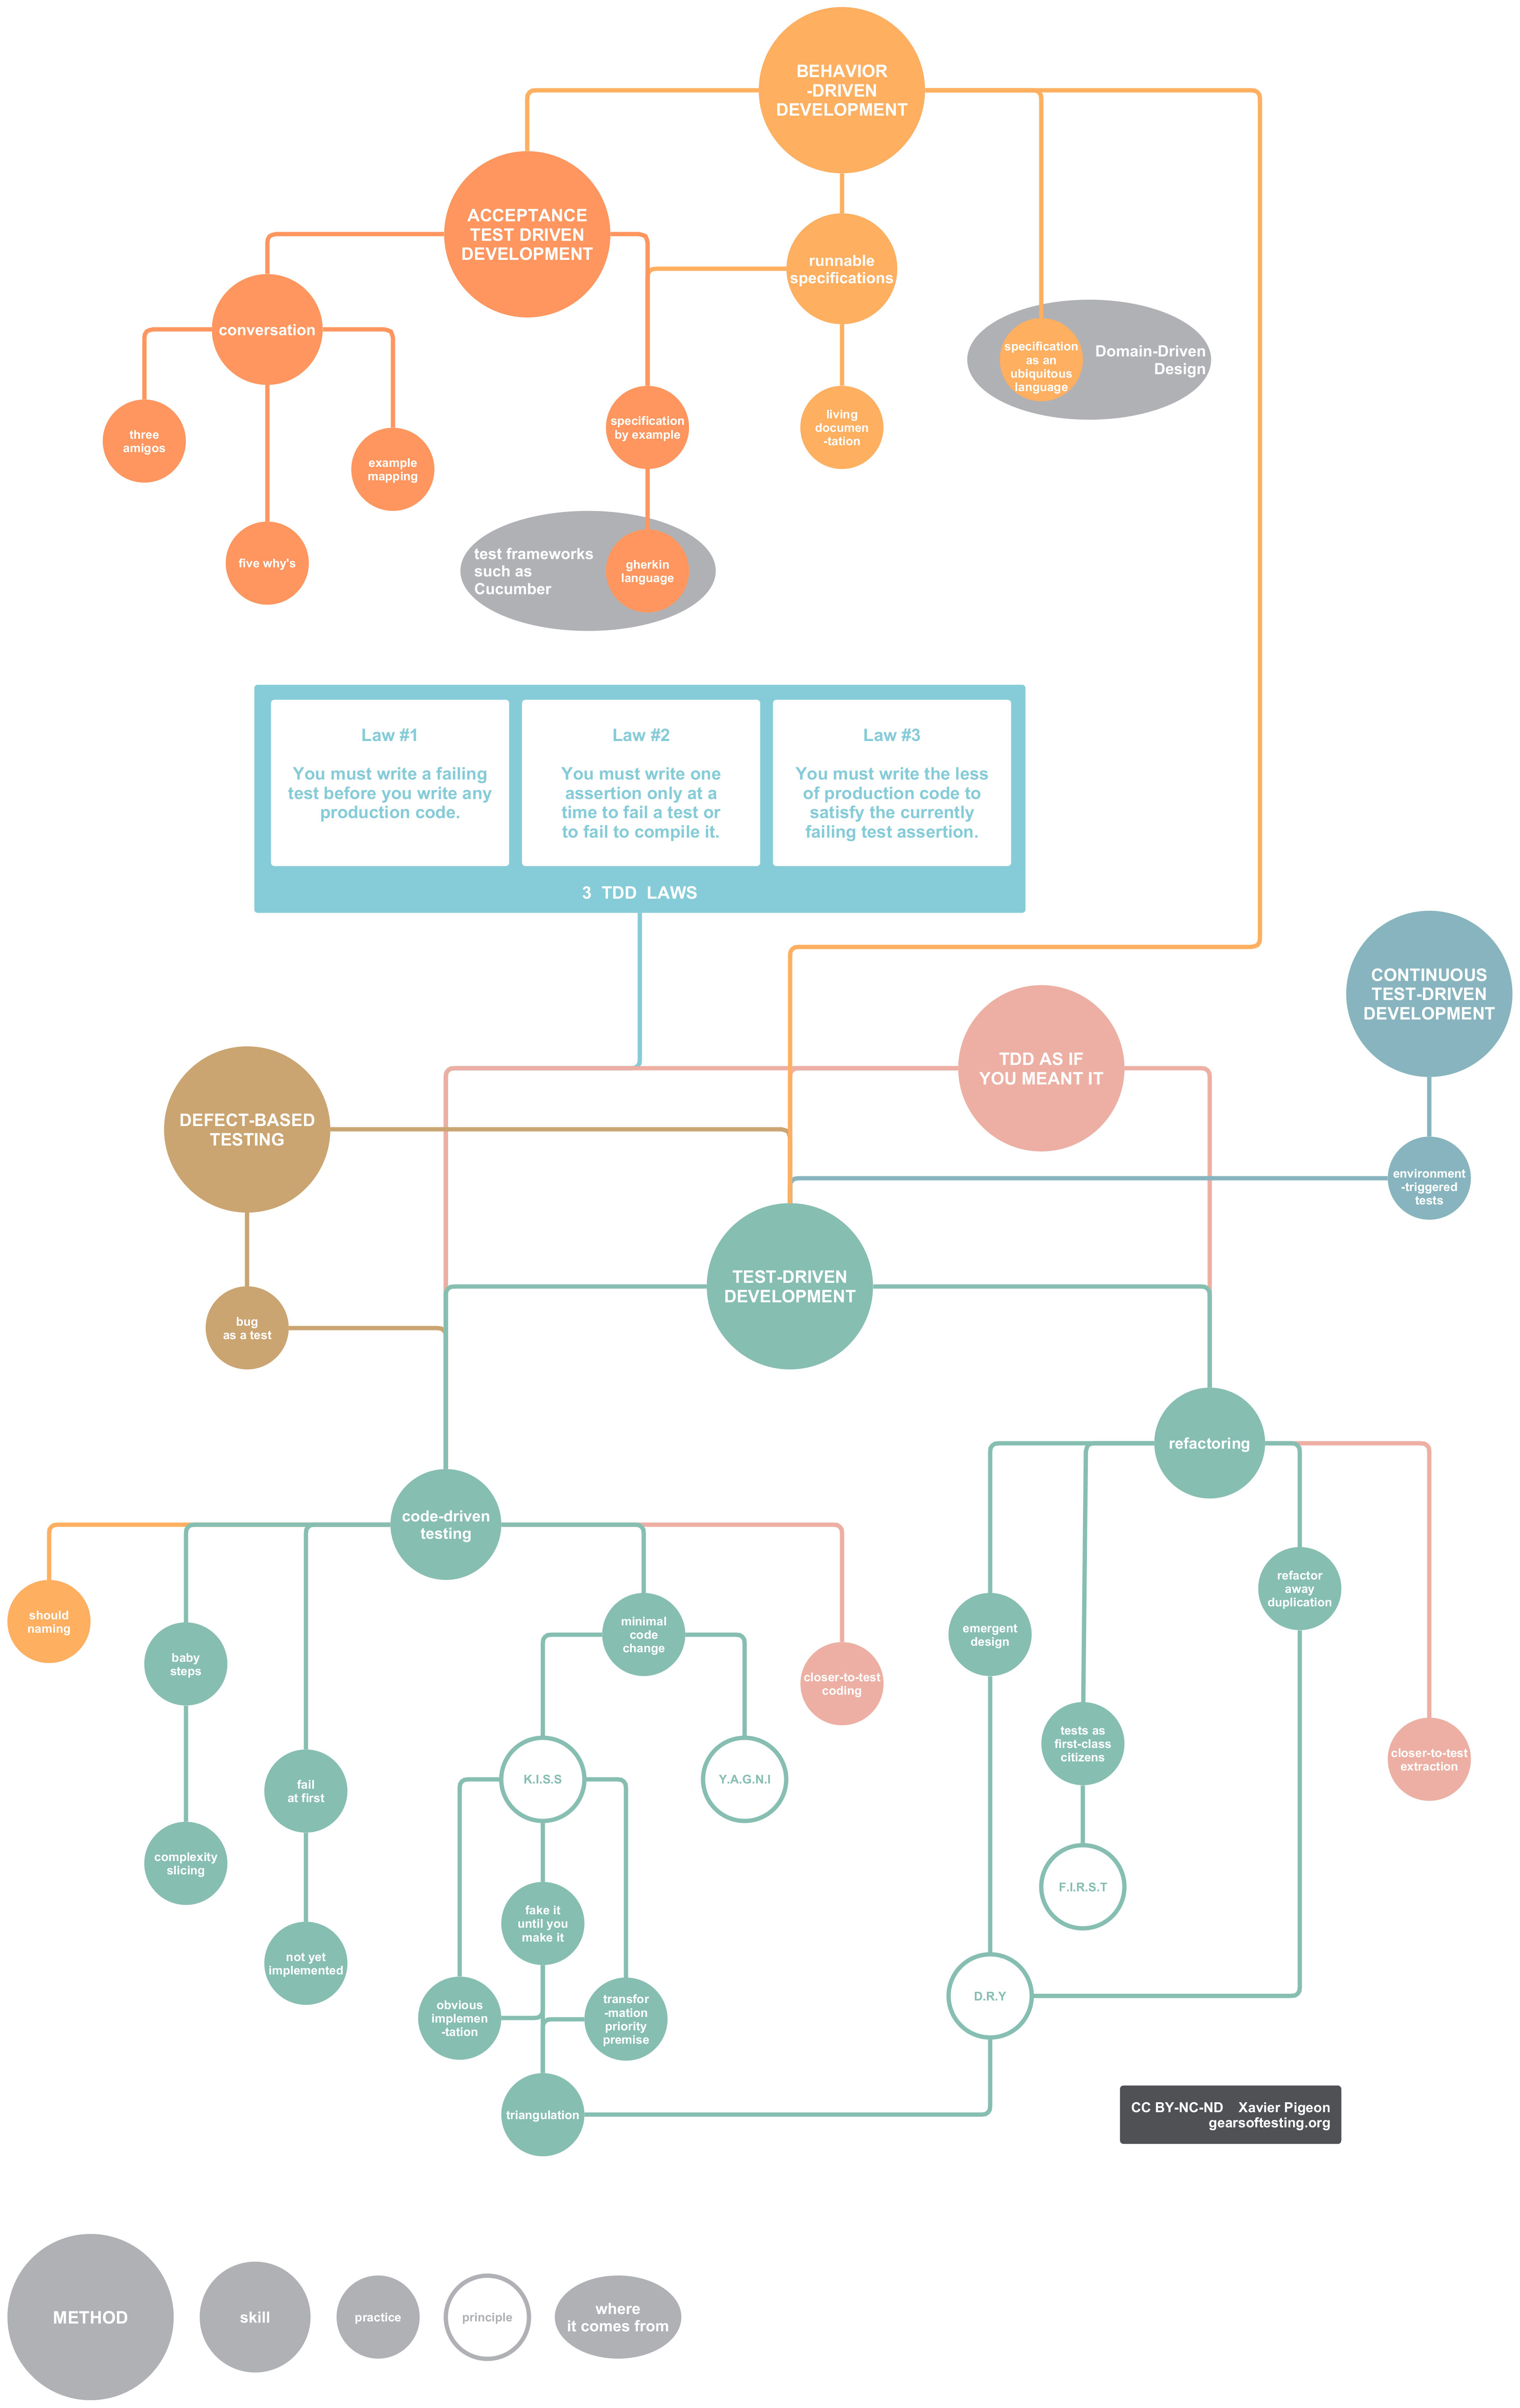 BEHAVIOR
-DRIVEN
DEVELOPMENT
ACCEPTANCE
TEST DRIVEN
DEVELOPMENT
runnable
specifications
conversation
specification
as an
ubiquitous
language
Domain-Driven
Design
three
amigos
example
mapping
specification
by example
living
documen
-tation
five why's
test frameworks
such as
Cucumber
gherkin
language
Law #1
You must write a failing
test before you write any
production code.
Law #2
You must write one
assertion only at a
time to fail a test or
to fail to compile it.
Law #3
You must write the less
of production code to
satisfy the currently
failing test assertion.
3 TDD LAWS
CONTINUOUS
TEST-DRIVEN
DEVELOPMENT
TDD AS IF
YOU MEANT IT
DEFECT-BASED
TESTING
environment
-triggered
tests
TEST-DRIVEN
DEVELOPMENT
bug
as a test
refactoring
code-driven
testing
should
naming
baby
steps
minimal
code
change
closer-to-test
coding
emergent
design
refactor
away
duplication
tests as
first-class
citizens
closer-to-test
extraction
fail
at first
K.I.S.S
Y.A.G.N.I
complexity
slicing
F.I.R.S.T
fake it
until you
make it
not yet
implemented
obvious
implemen
-tation
transfor
-mation
priority
premise
D.R.Y
triangulation
CC BY-NC-ND Xavier Pigeon
gearsoftesting.org
METHOD
skill
practice
principle
where
it comes from